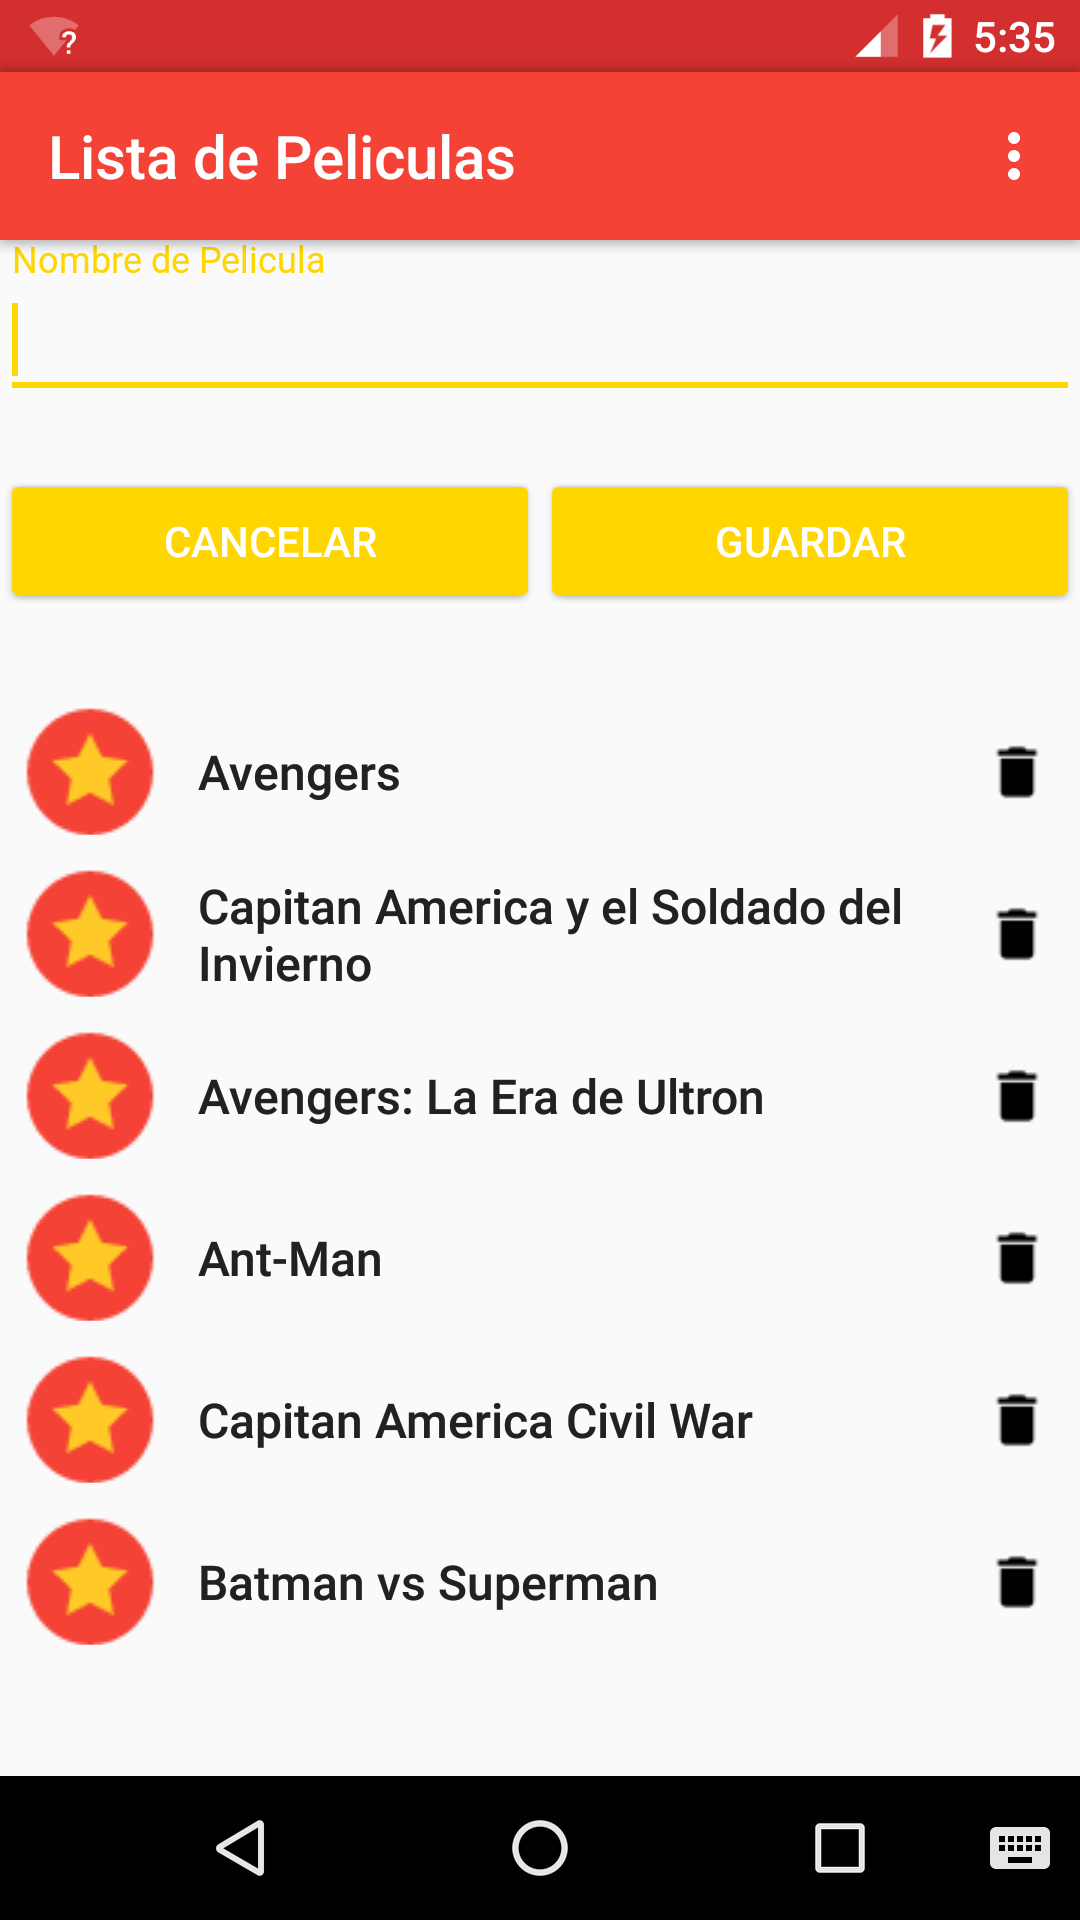 5:35
Lista de Peliculas
Nombre de Pelicula
CANCELAR
GUARDAR
Avengers
Capitan America y el Soldado del
Invierno
Avengers: La Era de Ultron
Ant-Man
Capitan America Civil War
Batman vs Superman